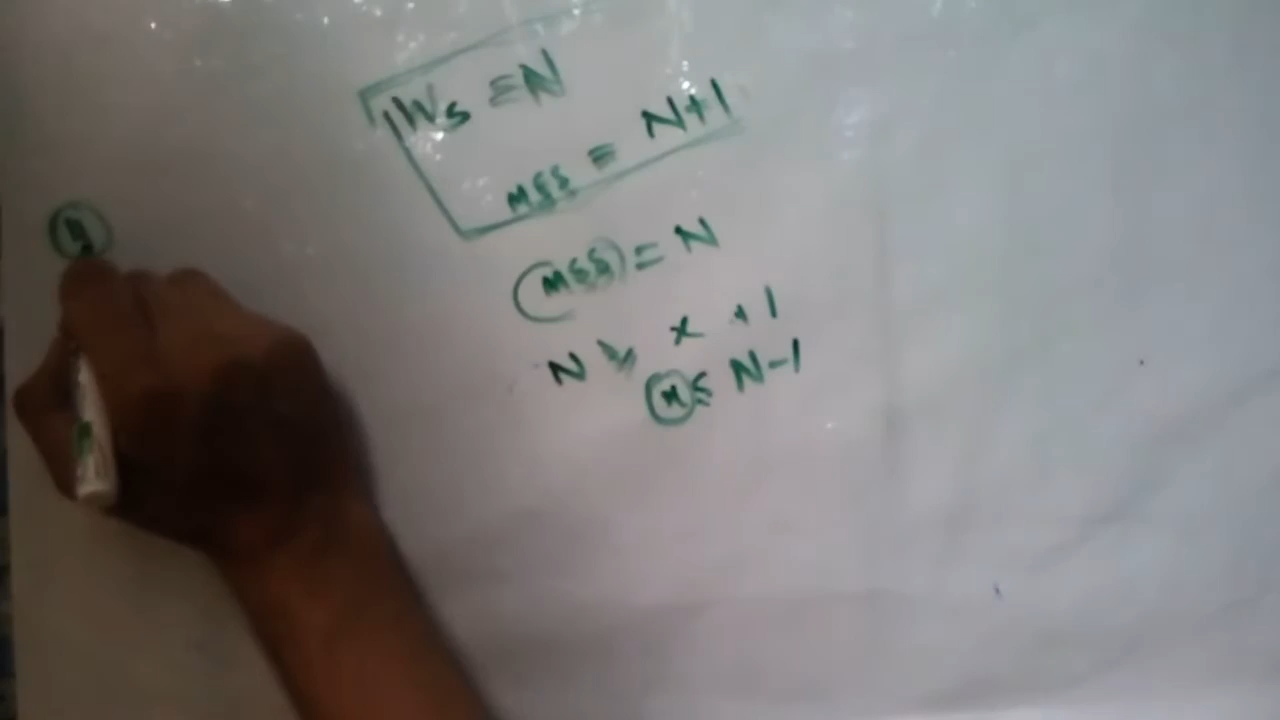 Ws = N
MSS = N+1
(MSS) = N
N ≥ x + 1
x ≤ N-1